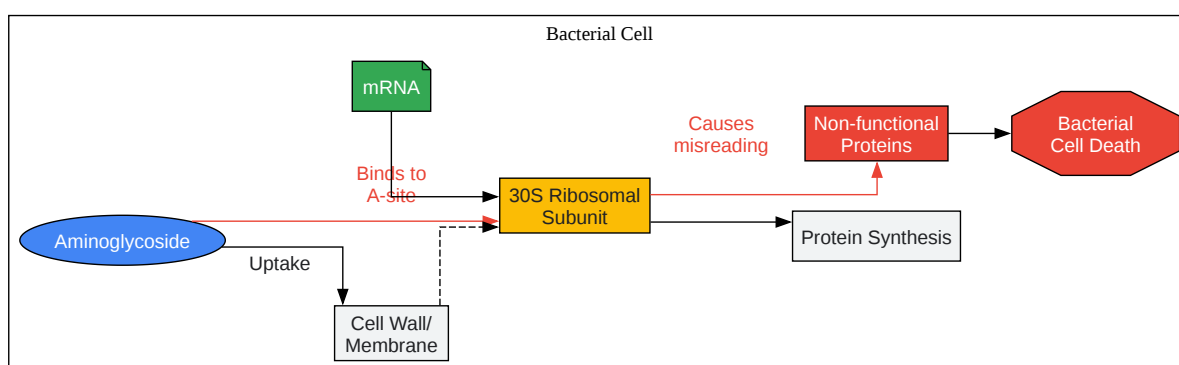 Bacterial Cell
mRNA
Causes
misreading
Non-functional
Proteins
Bacterial
Cell Death
Binds to
A-site
30S Ribosomal
Subunit
Aminoglycoside
Protein Synthesis
Uptake
Cell Wall/
Membrane